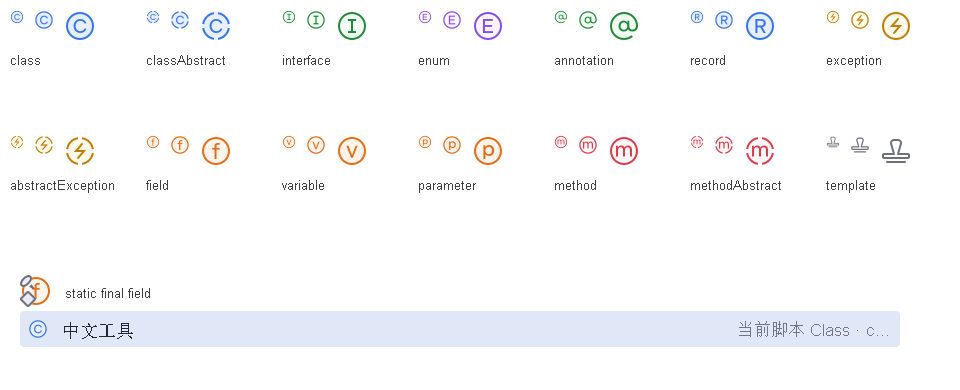 class classAbstract interface enum annotation record exception
abstractException field variable parameter method methodAbstract template
static final field
中文工具 当前脚本 Class · c...